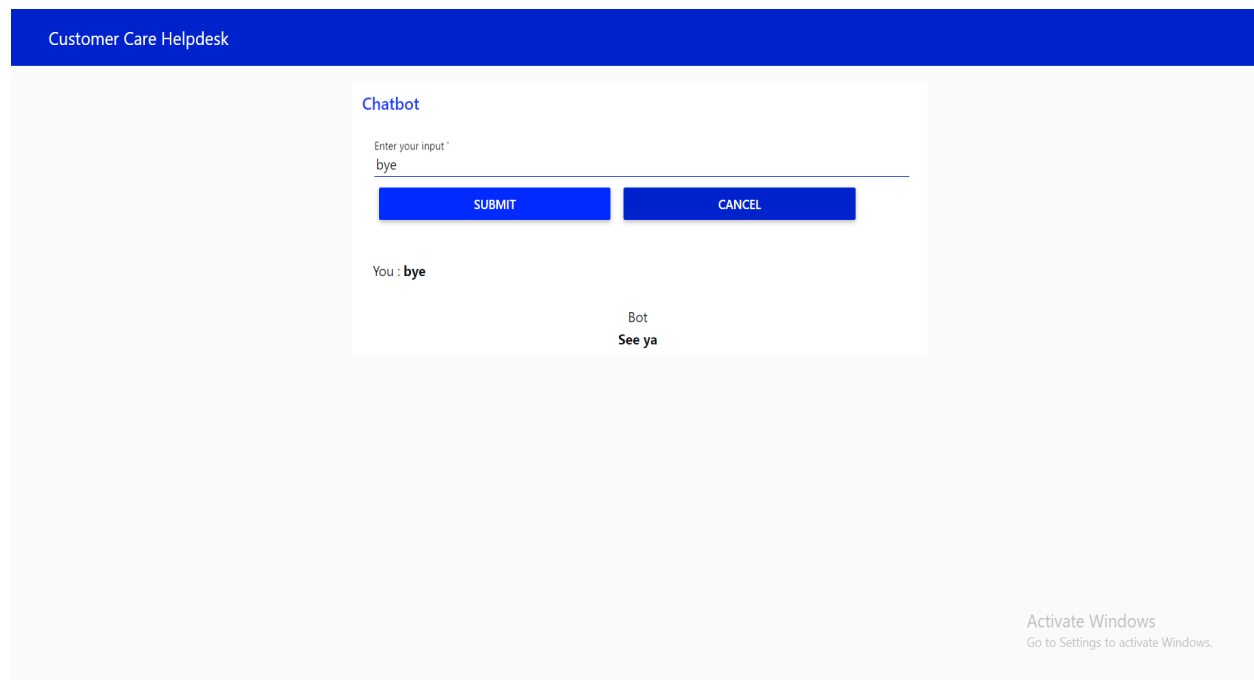 Customer Care Helpdesk
Chatbot
Enter your input *
bye
SUBMIT CANCEL
You : bye
Bot
See ya
Activate Windows
Go to Settings to activate Windows.